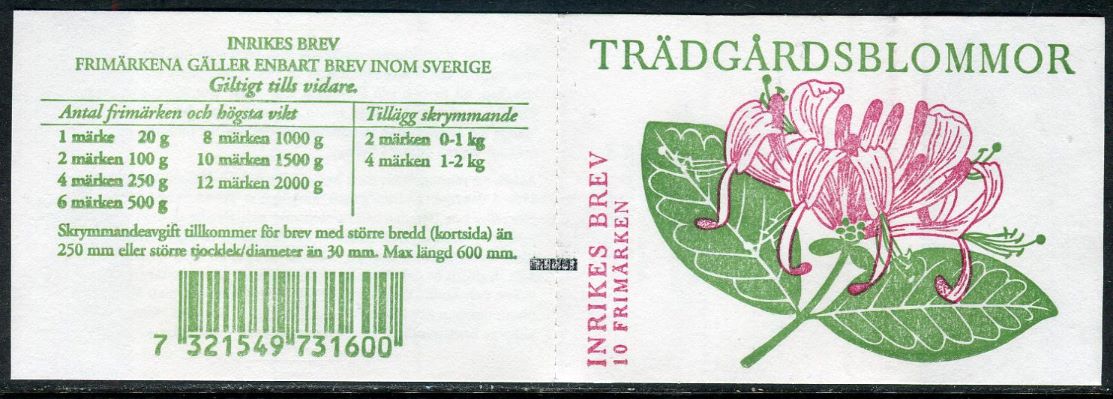 INRIKES BREV
FRIMÄRKENA GÄLLER ENBART BREV INOM SVERIGE
Giltigt tills vidare.
Antal frimärken och högsta vikt Tillägg skrymmande
1 märke 20 g 8 märken 1000 g 2 märken 0-1 kg
2 märken 100 g 10 märken 1500 g 4 märken 1-2 kg
4 märken 250 g 12 märken 2000 g
6 märken 500 g
Skrymmandeavgift tillkommer för brev med större bredd (kortsida) än
250 mm eller större tjocklek/diameter än 30 mm. Max längd 600 mm.
7 321549 731600
TRÄDGÅRDSBLOMMOR
INRIKES BREV
10 FRIMÄRKEN